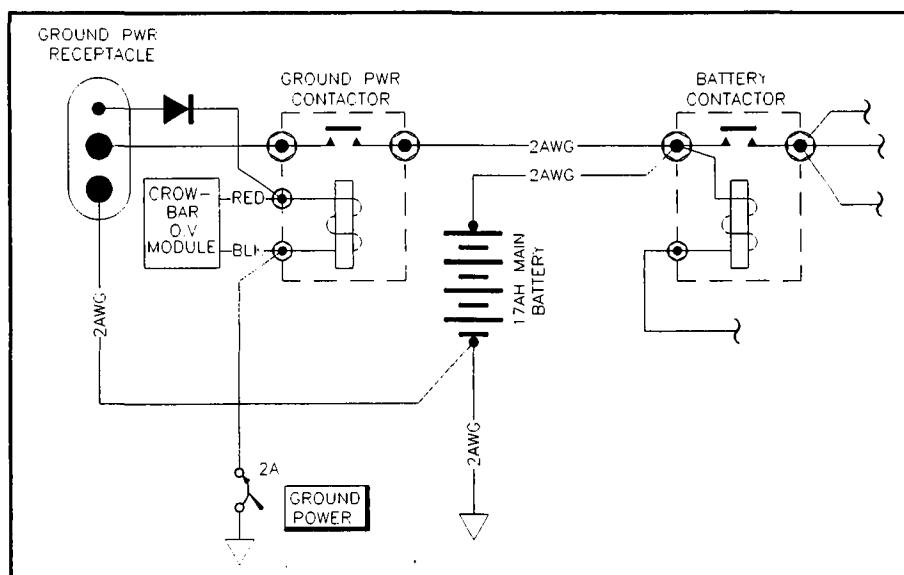 GROUND PWR
RECEPTACLE
GROUND PWR
CONTACTOR
BATTERY
CONTACTOR
2AWG
2AWG
CROW-
BAR
O.V
MODULE
RED
BLK
17AH MAIN
BATTERY
2AWG
2AWG
2A
GROUND
POWER